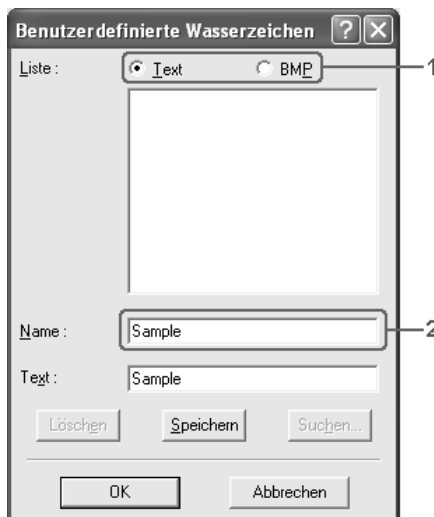 Benutzerdefinierte Wasserzeichen ? X
Liste : Text BMP 1
Name : Sample 2
Text : Sample
Löschen Speichern Suchen...
OK Abbrechen